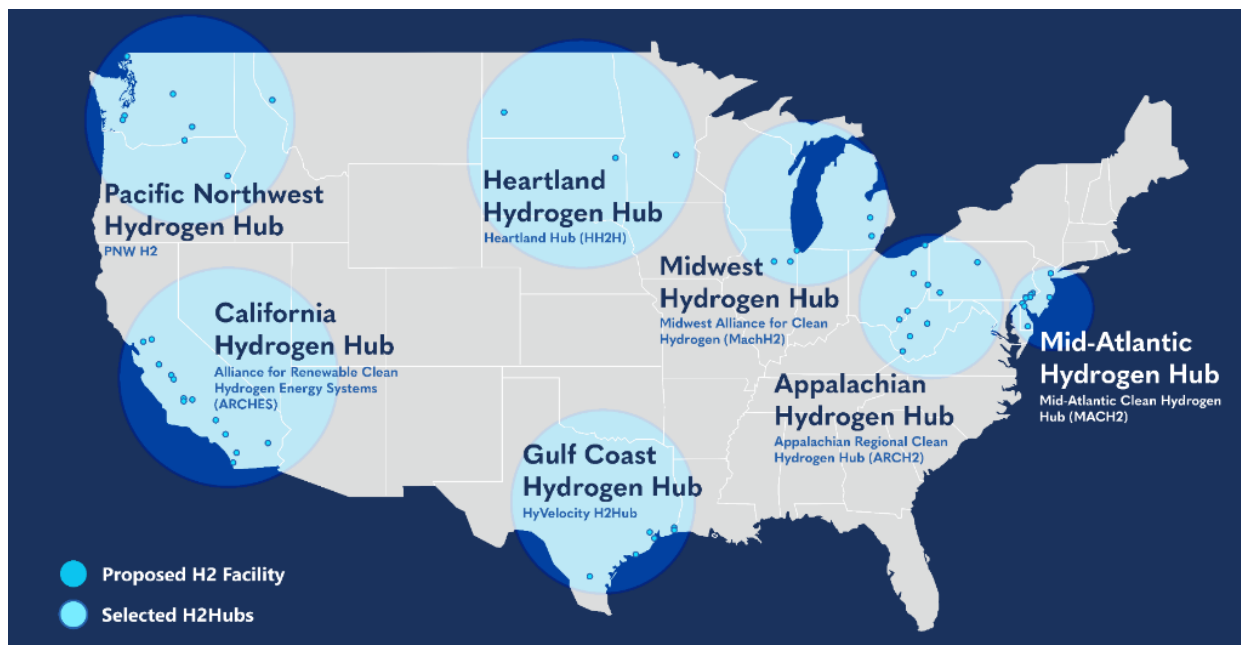 Pacific Northwest
Hydrogen Hub
PNW H2
Heartland
Hydrogen Hub
Heartland Hub (HH2H)
Midwest
Hydrogen Hub
Midwest Alliance for Clean
Hydrogen (MachH2)
California
Hydrogen Hub
Alliance for Renewable Clean
Hydrogen Energy Systems
(ARCHES)
Mid-Atlantic
Hydrogen Hub
Mid-Atlantic Clean Hydrogen
Hub (MACH2)
Appalachian
Hydrogen Hub
Appalachian Regional Clean
Hydrogen Hub (ARCH2)
Gulf Coast
Hydrogen Hub
HyVelocity H2Hub
Proposed H2 Facility
Selected H2Hubs